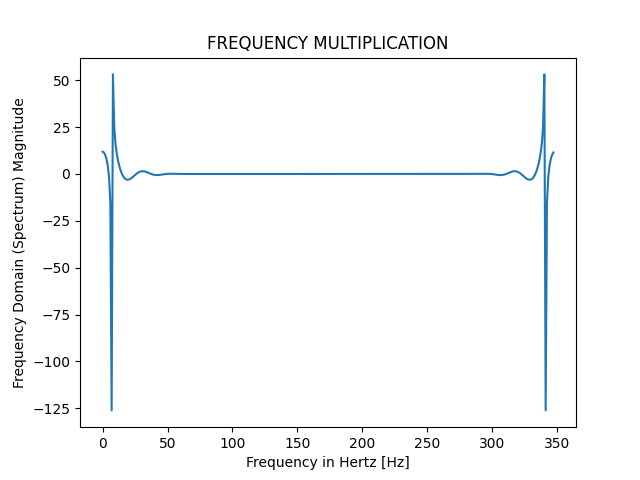 FREQUENCY MULTIPLICATION
50
25
0
−25
−50
−75
−100
−125
Frequency Domain (Spectrum) Magnitude
0 50 100 150 200 250 300 350
Frequency in Hertz [Hz]